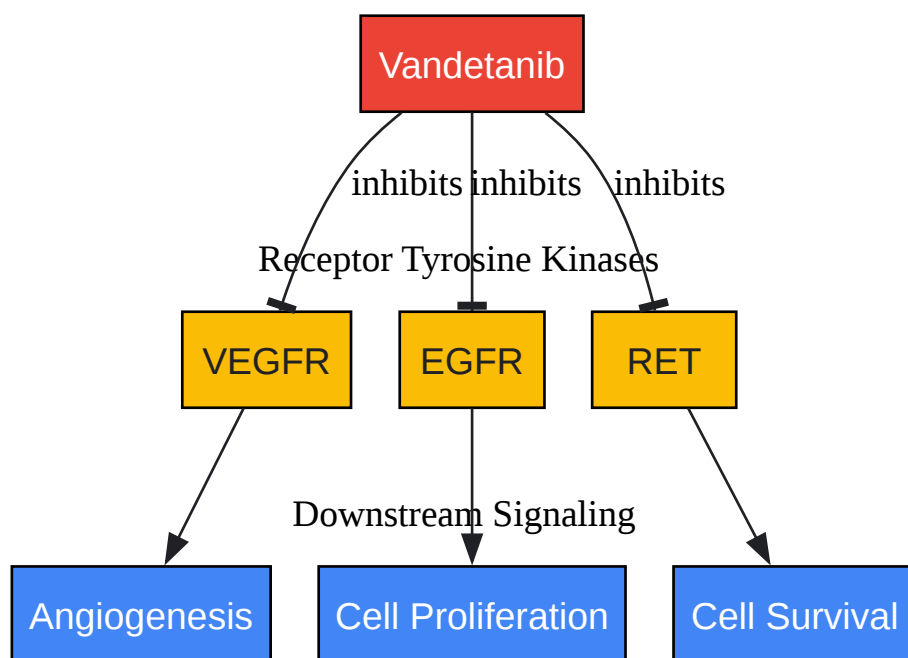 Vandetanib
inhibits inhibits inhibits
Receptor Tyrosine Kinases
VEGFR EGFR RET
Downstream Signaling
Angiogenesis Cell Proliferation Cell Survival